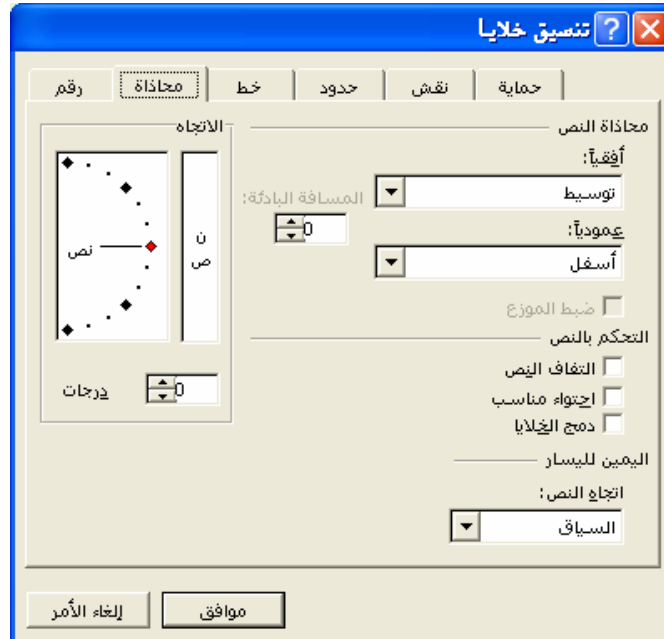 تنسيق خلايا
رقم
محاذاة
خط
حدود
نقش
حماية
محاذاة النص
أفقياً:
توسيط
المسافة البادئة:
0
عمودياً:
أسفل
ضبط الموزع
التحكم بالنص
التفاف النص
احتواء مناسب
دمج الخلايا
اليمين لليسار
اتجاه النص:
السياق
الاتجاه
ن
ص
نص
0
درجات
موافق
إلغاء الأمر